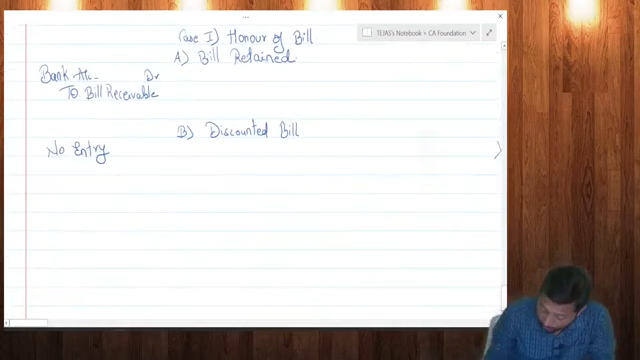 TEJAS's Notebook > CA Foundation
Case I) Honour of Bill
A) Bill Retained.
Bank A/c Dr
To Bill Receivable
B) Discounted Bill
No Entry